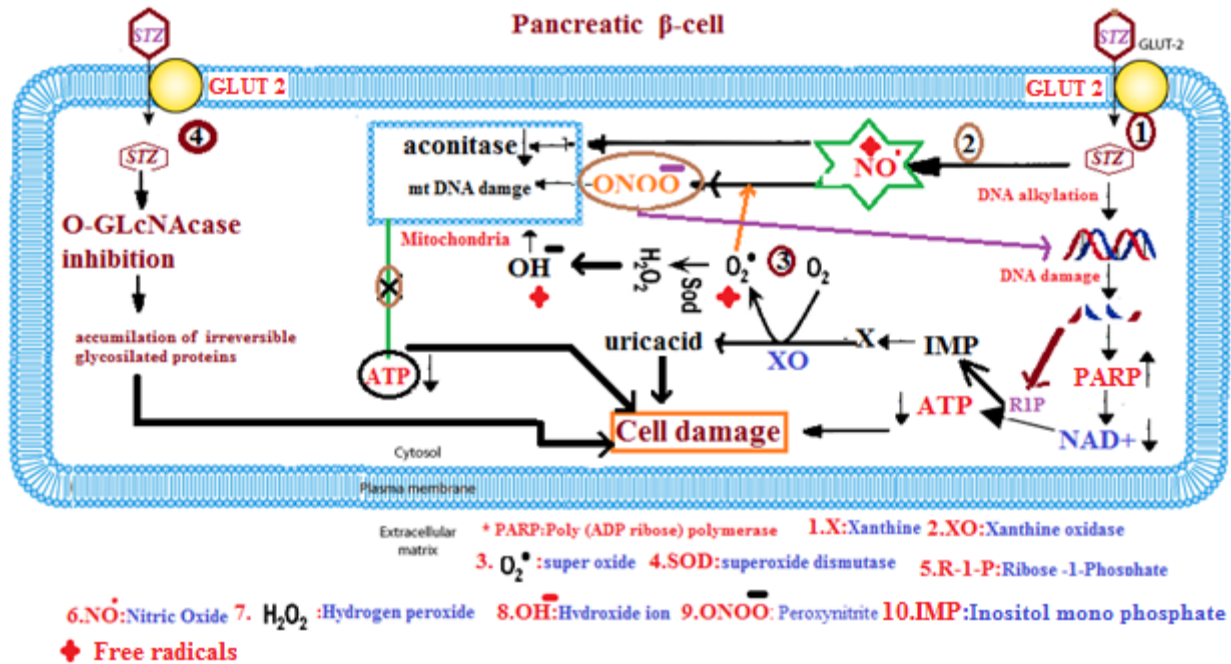 Pancreatic β-cell
STZ
GLUT 2
STZ
GLUT-2
GLUT 2
4
1
STZ
STZ
aconitase
mt DNA damge
ONOO
NO•
2
DNA alkylation
DNA damage
O-GLcNAcase
inhibition
Mitochondria
OH
H2O2
Sod
O2•
3
O2
accumilation of irreversible
glycosilated proteins
uricacid
XO
X
IMP
R1P
PARP
ATP
X
ATP
NAD+
Cell damage
Cytosol
Plasma membrane
Extracellular
matrix
+ PARP:Poly (ADP ribose) polymerase 1.X:Xanthine 2.XO:Xanthine oxidase
3. O2• :super oxide 4.SOD:superoxide dismutase 5.R-1-P:Ribose -1-Phosphate
6.NO•:Nitric Oxide 7. H2O2 :Hydrogen peroxide 8.OH‾:Hydroxide ion 9.ONOO‾:Peroxynitrite 10.IMP:Inositol mono phosphate
Free radicals